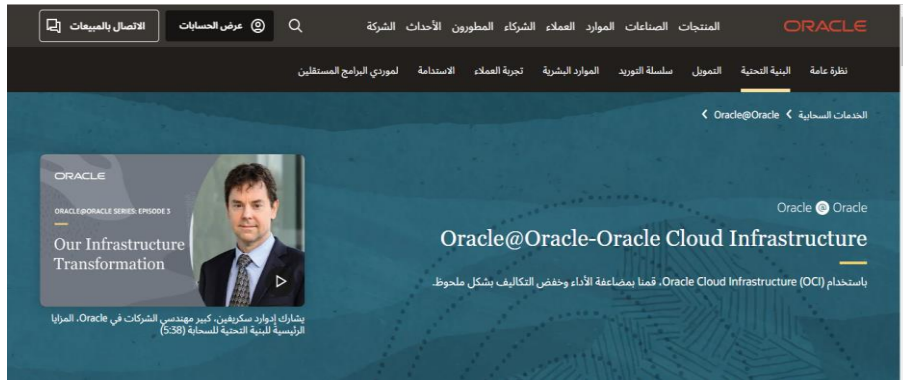 ORACLE
المنتجات الصناعات الموارد العملاء الشركاء المطورون الأحداث الشركة
عرض الحسابات
الاتصال بالمبيعات
نظرة عامة البنية التحتية التمويل سلسلة التوريد الموارد البشرية تجربة العملاء الاستدامة لموردي البرامج المستقلين
الخدمات السحابية Oracle@Oracle
Oracle @ Oracle
Oracle@Oracle-Oracle Cloud Infrastructure
باستخدام Oracle Cloud Infrastructure (OCI)، قمنا بمضاعفة الأداء وخفض التكاليف بشكل ملحوظ.
ORACLE
ORACLE@ORACLE SERIES: EPISODE 3
Our Infrastructure
Transformation
يشارك إدوارد سكريفين، كبير مهندسي الشركات في Oracle، المزايا
الرئيسية للبنية التحتية للسحابة (5:38)